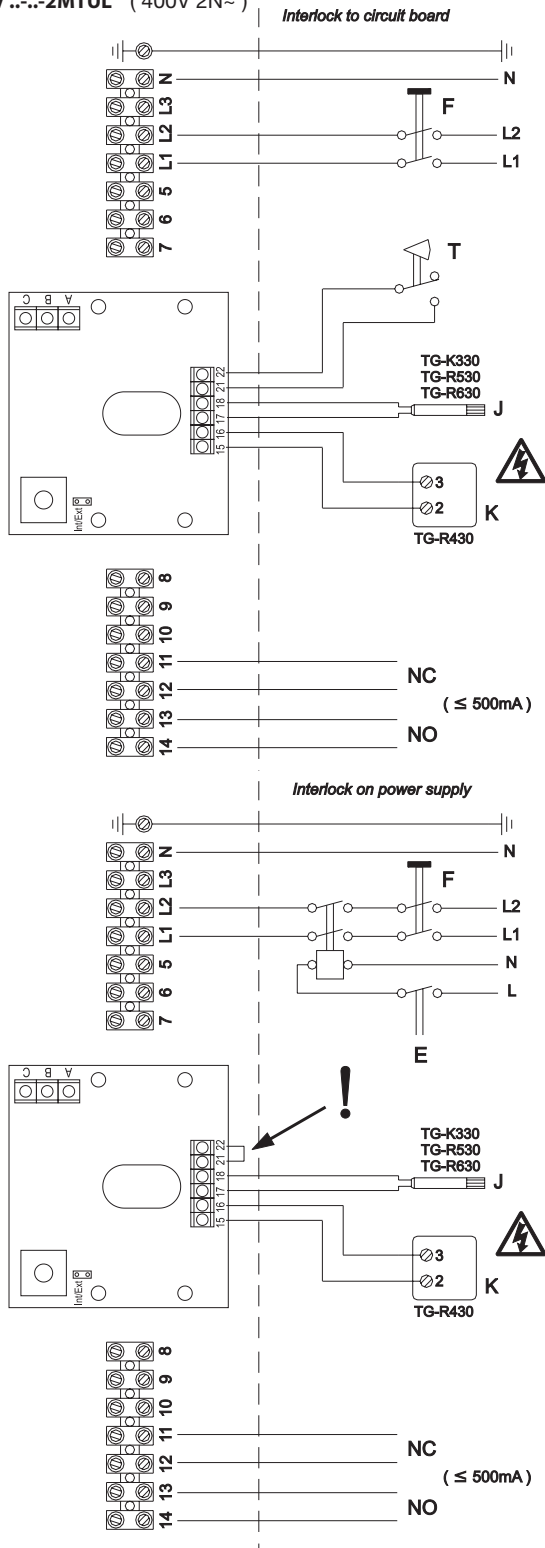 ..-..-2MTUL (400V 2N~)
Interlock to circuit board
N
N
L3
F
L2
L2
L1
L1
5
6
7
T
C B A
22
21
18
17
16
15
TG-K330
TG-R530
TG-R630
J
3
2
K
TG-R430
Int/Ext
8
9
10
11
NC
12
( ≤ 500mA )
13
NO
14
Interlock on power supply
N
N
L3
F
L2
L2
L1
L1
5
N
6
L
7
E
C B A
!
22
21
18
17
16
15
TG-K330
TG-R530
TG-R630
J
3
2
K
TG-R430
Int/Ext
8
9
10
11
NC
12
( ≤ 500mA )
13
NO
14